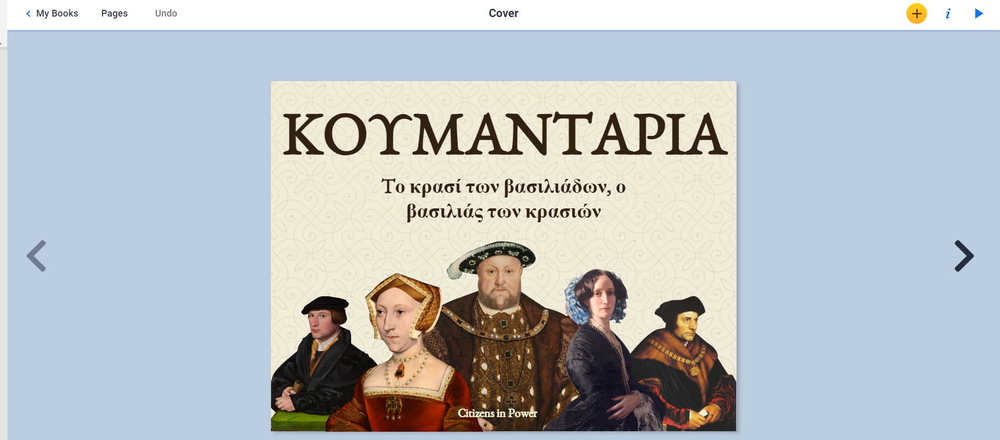 My Books
Pages
Undo
Cover
ΚΟΥΜΑΝΤΑΡΙΑ
Το κρασί των βασιλιάδων, ο
βασιλιάς των κρασιών
Citizens in Power